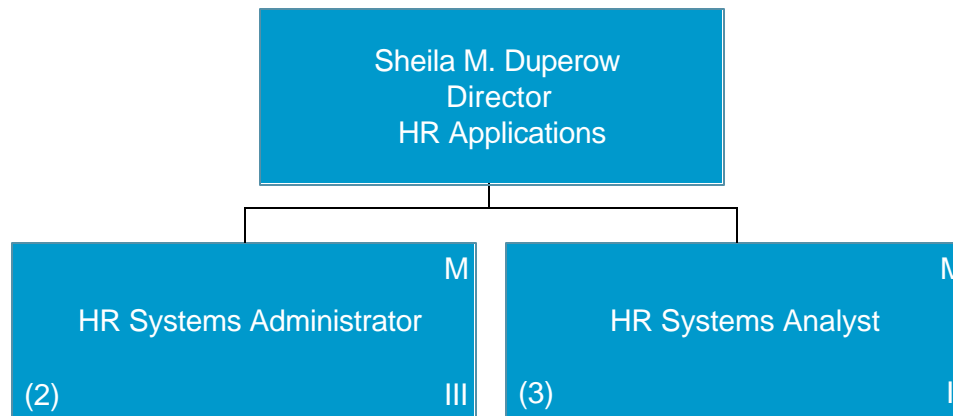 Sheila M. Duperow
Director
HR Applications
M
HR Systems Administrator
(2) III
HR Systems Analyst
(3)